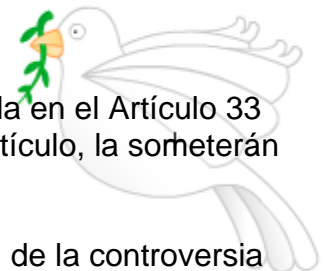 la en el Artículo 33
tículo, la someterán
de la controversia